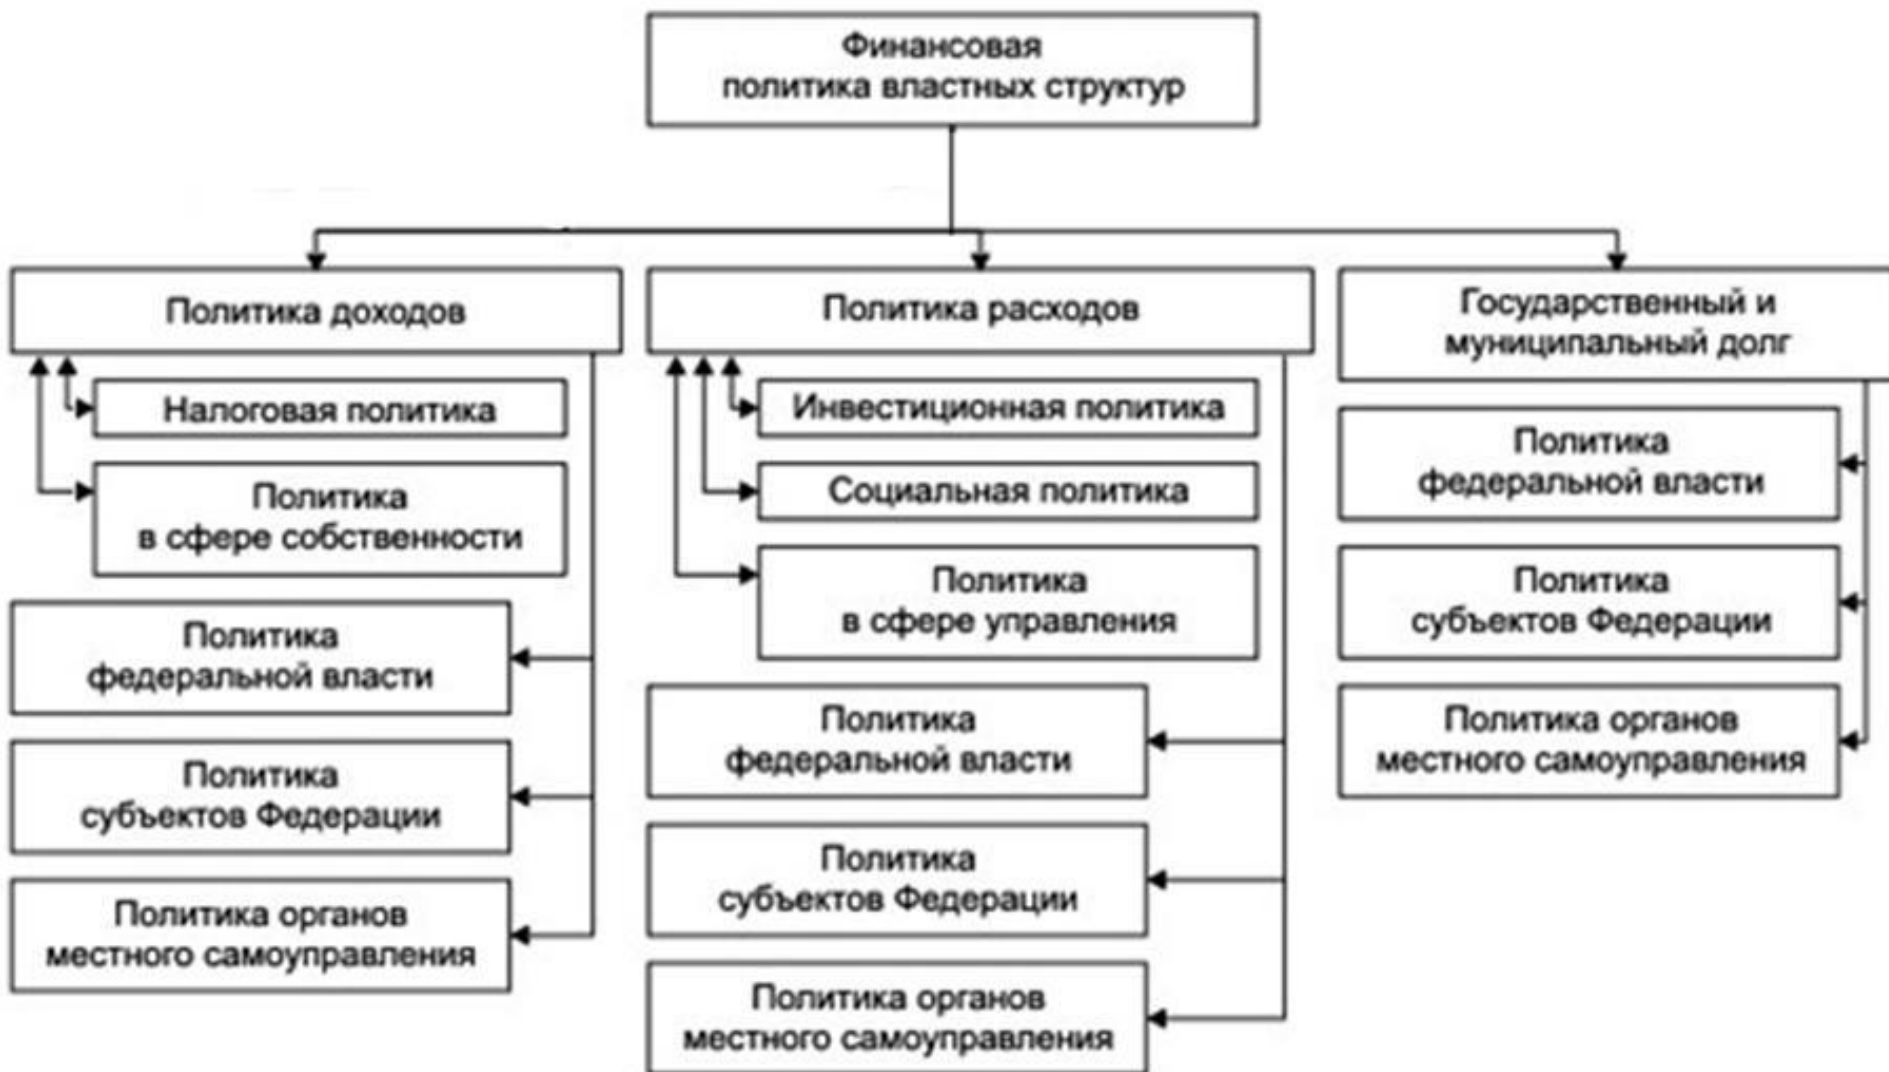 Финансовая
политика властных структур
Политика доходов
Налоговая политика
Политика
в сфере собственности
Политика
федеральной власти
Политика
субъектов Федерации
Политика органов
местного самоуправления
Политика расходов
Инвестиционная политика
Социальная политика
Политика
в сфере управления
Политика
федеральной власти
Политика
субъектов Федерации
Политика органов
местного самоуправления
Государственный и
муниципальный долг
Политика
федеральной власти
Политика
субъектов Федерации
Политика органов
местного самоуправления